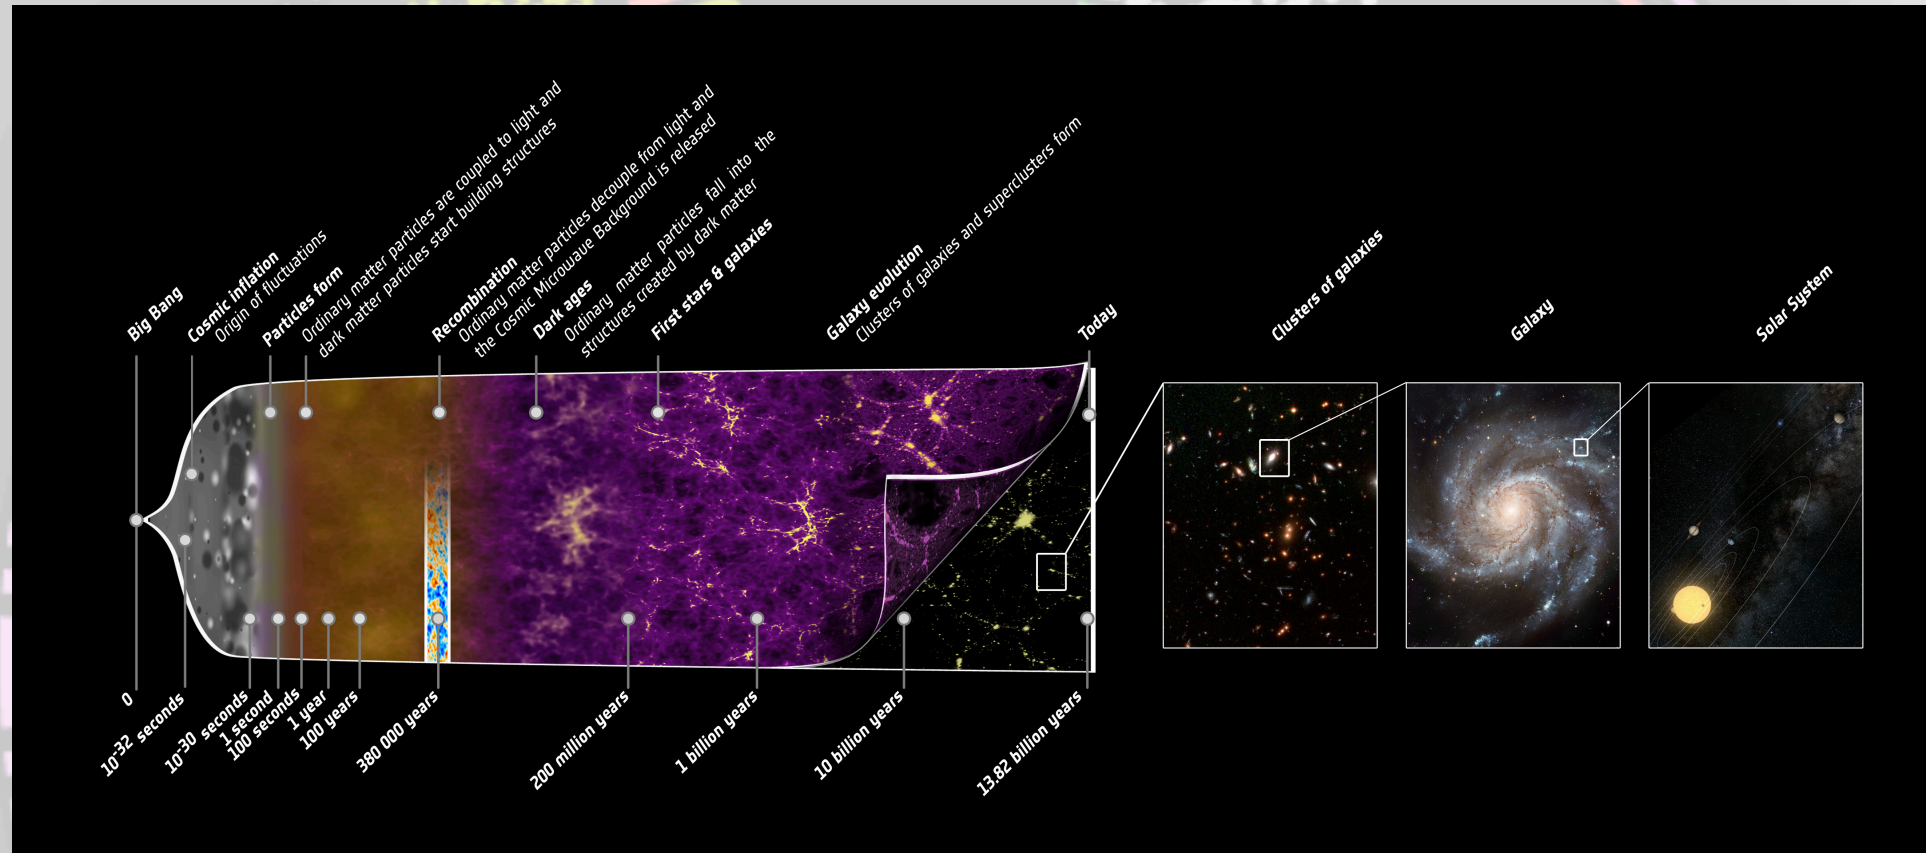 Big Bang
Cosmic inflation
Origin of fluctuations
Particles form
Ordinary matter particles are coupled to light and
dark matter particles start building structures
Recombination
Ordinary matter particles decouple from light and
the Cosmic Microwave Background is released
Dark ages
Ordinary matter particles fall into the
structures created by dark matter
First stars & galaxies
Galaxy evolution
Clusters of galaxies and superclusters form
Today
Clusters of galaxies
Galaxy
Solar System
0
10-32 seconds
10-30 seconds
1 second
100 seconds
1 year
100 years
380 000 years
200 million years
1 billion years
10 billion years
13.82 billion years